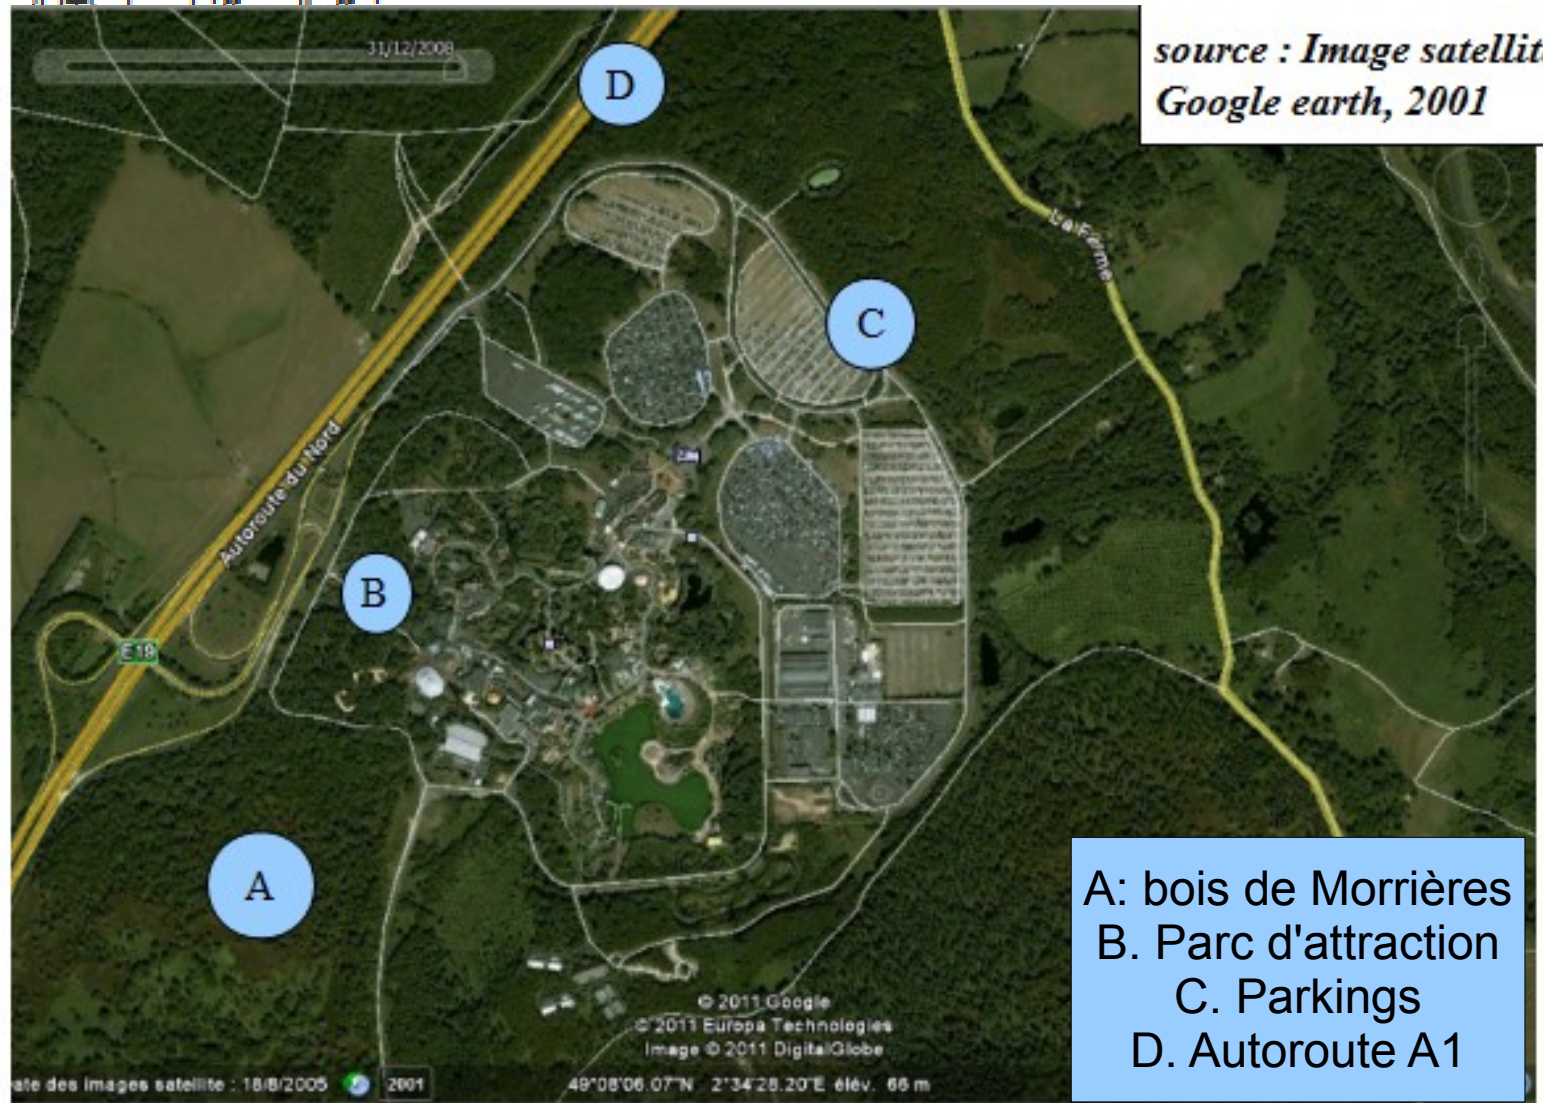 31/12/2008
source : Image satellit
Google earth, 2001
D
La Ferme
C
Autoroute du Nord
B
E 19
A
A: bois de Morrières
B. Parc d'attraction
C. Parkings
D. Autoroute A1
© 2011 Google
© 2011 Europa Technologies
Image © 2011 DigitalGlobe
ate des images satellite : 18/8/2005 2001 49°08'06.07"N 2°34'28.20"E élév. 66 m